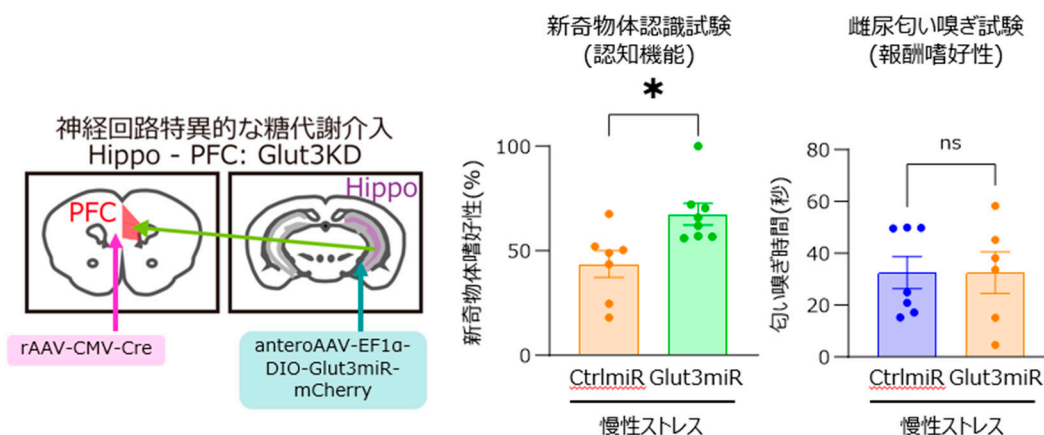 神経回路特異的な糖代謝介入
Hippo - PFC: Glut3KD
PFC
Hippo
rAAV-CMV-Cre
anteroAAV-EF1α-
DIO-Glut3miR-
mCherry
新奇物体認識試験
(認知機能)
*
新奇物体嗜好性(%)
100
50
0
CtrlmiR Glut3miR
慢性ストレス
雌尿匂い嗅ぎ試験
(報酬嗜好性)
ns
匂い嗅ぎ時間(秒)
80
60
40
20
0
CtrlmiR Glut3miR
慢性ストレス